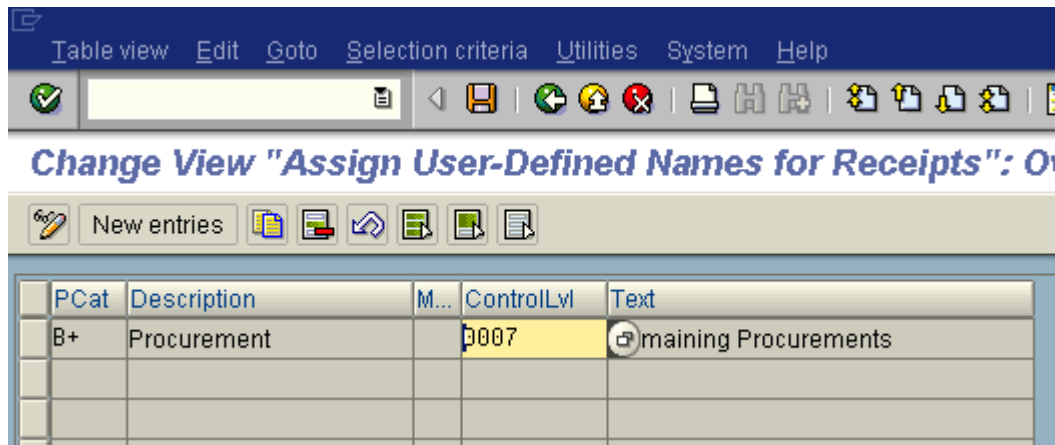 Table view Edit Goto Selection criteria Utilities System Help
Change View "Assign User-Defined Names for Receipts": Ov
New entries
PCat Description M... ControlLvl Text
B+ Procurement 0007 maining Procurements